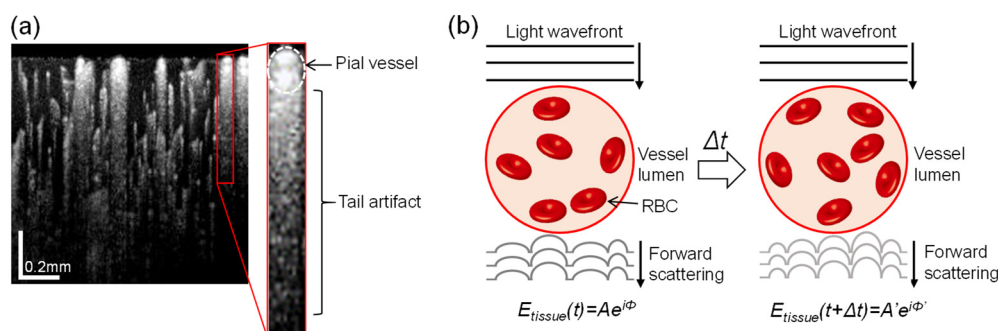 (a)
Pial vessel
Tail artifact
0.2mm
(b)
Light wavefront
Light wavefront
Δt
Vessel
lumen
Vessel
lumen
RBC
Forward
scattering
Forward
scattering
E_tissue(t)=Ae^iΦ
E_tissue(t+Δt)=A'e^iΦ'